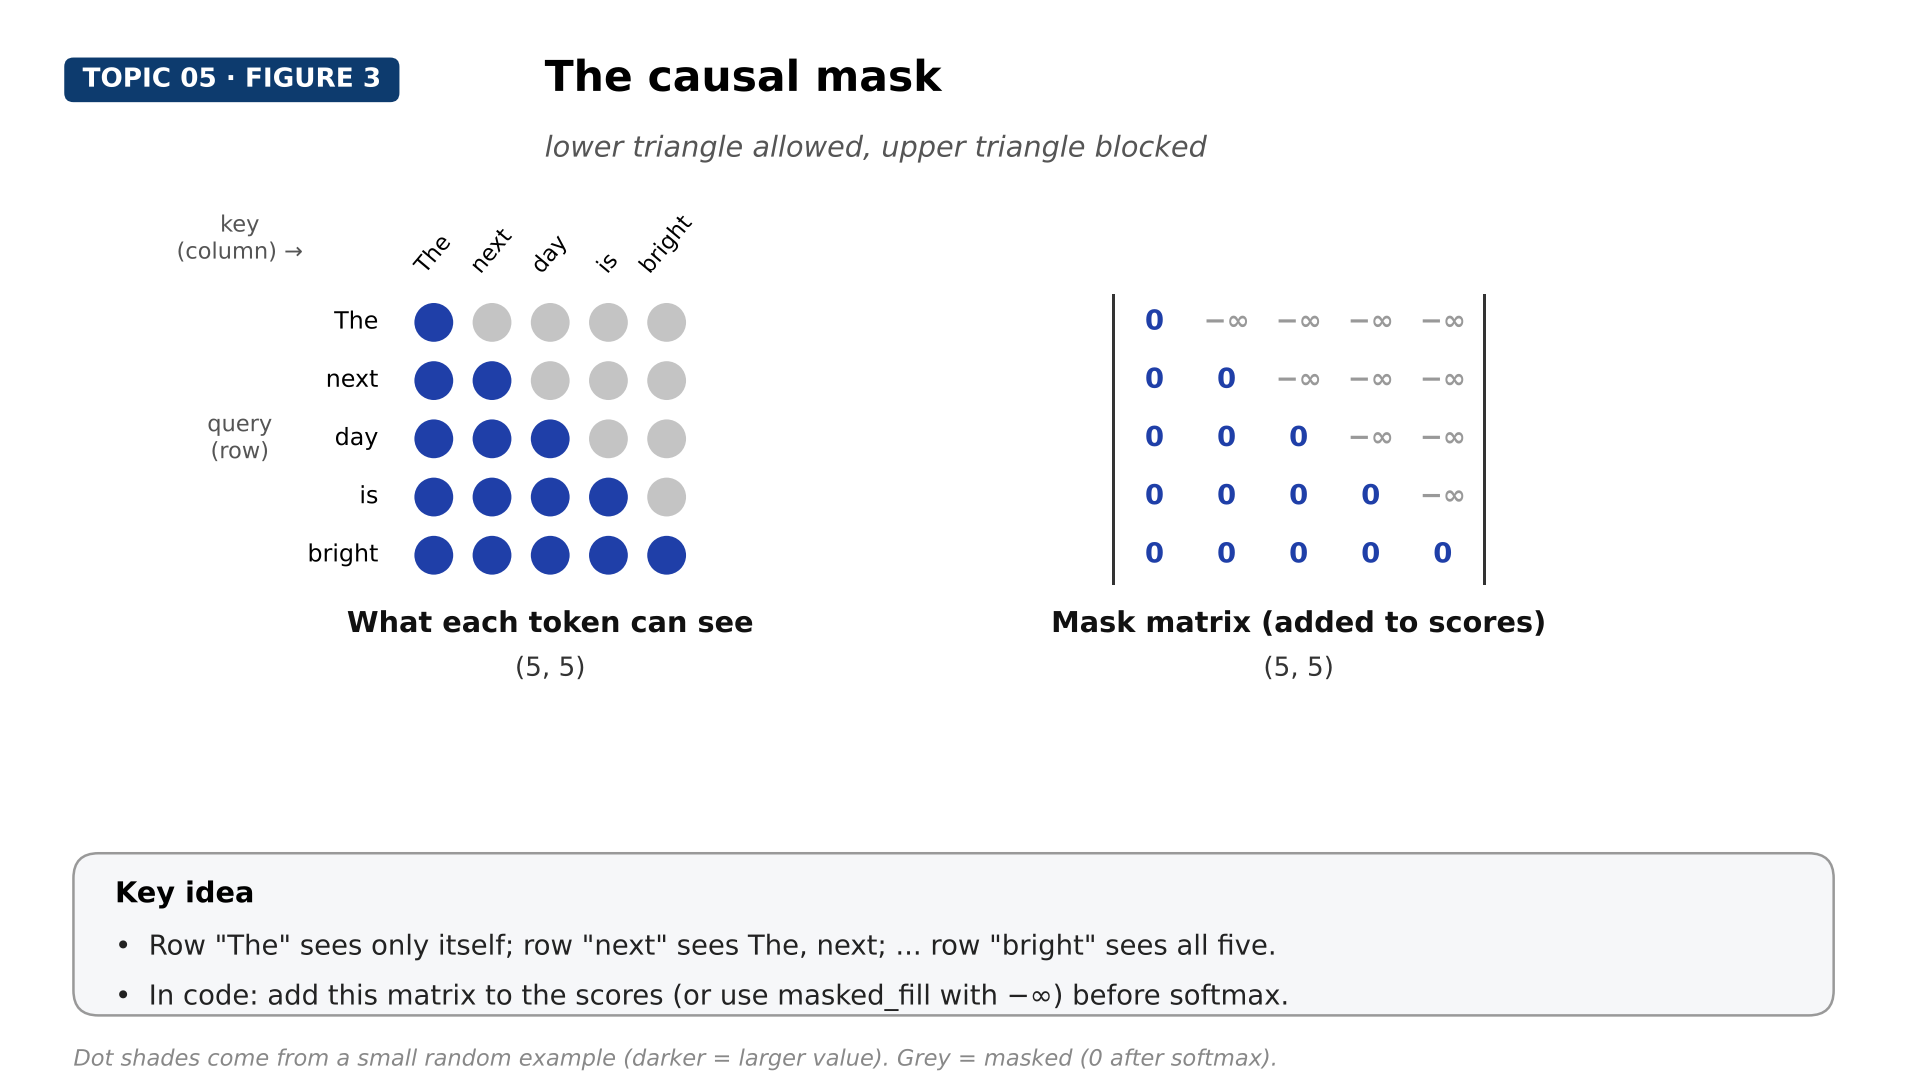 TOPIC 05 · FIGURE 3
The causal mask
lower triangle allowed, upper triangle blocked
key
(column) →
The next day is bright
The
next
query
(row)
day
is
bright
0 −∞ −∞ −∞ −∞
0 0 −∞ −∞ −∞
0 0 0 −∞ −∞
0 0 0 0 −∞
0 0 0 0 0
What each token can see
(5, 5)
Mask matrix (added to scores)
(5, 5)
Key idea
• Row "The" sees only itself; row "next" sees The, next; ... row "bright" sees all five.
• In code: add this matrix to the scores (or use masked_fill with −∞) before softmax.
Dot shades come from a small random example (darker = larger value). Grey = masked (0 after softmax).